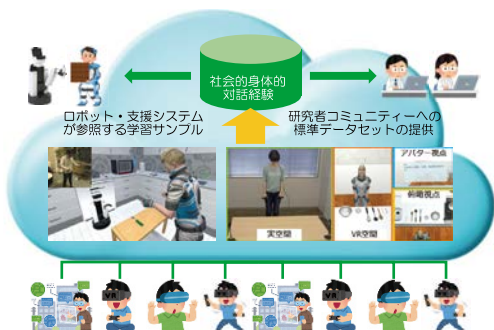 社会的身体的
対話経験
ロボット・支援システム
が参照する学習サンプル
研究者コミュニティーへの
標準データセットの提供
アバター視点
俯瞰視点
実空間
VR空間
VR
VR